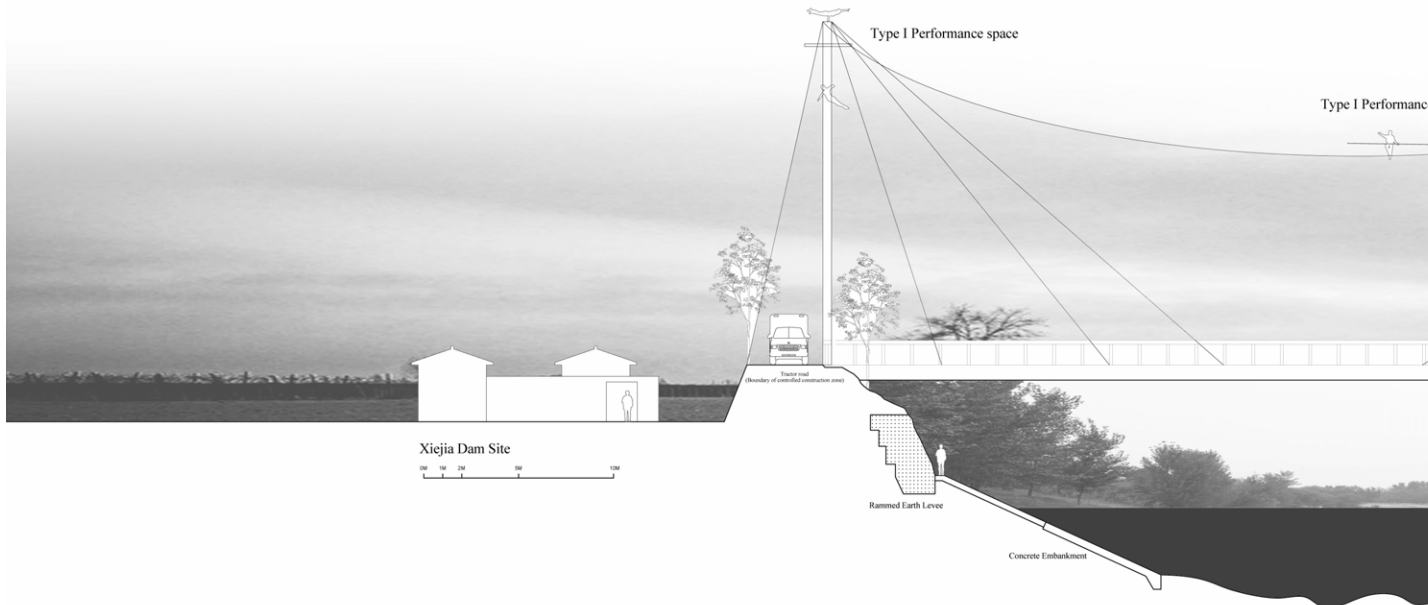 Type I Performance space
Type I Performance
Tractor road
(Boundary of controlled construction zone)
Xiejia Dam Site
0M 1M 2M 5M 10M
Rammed Earth Levee
Concrete Embankment